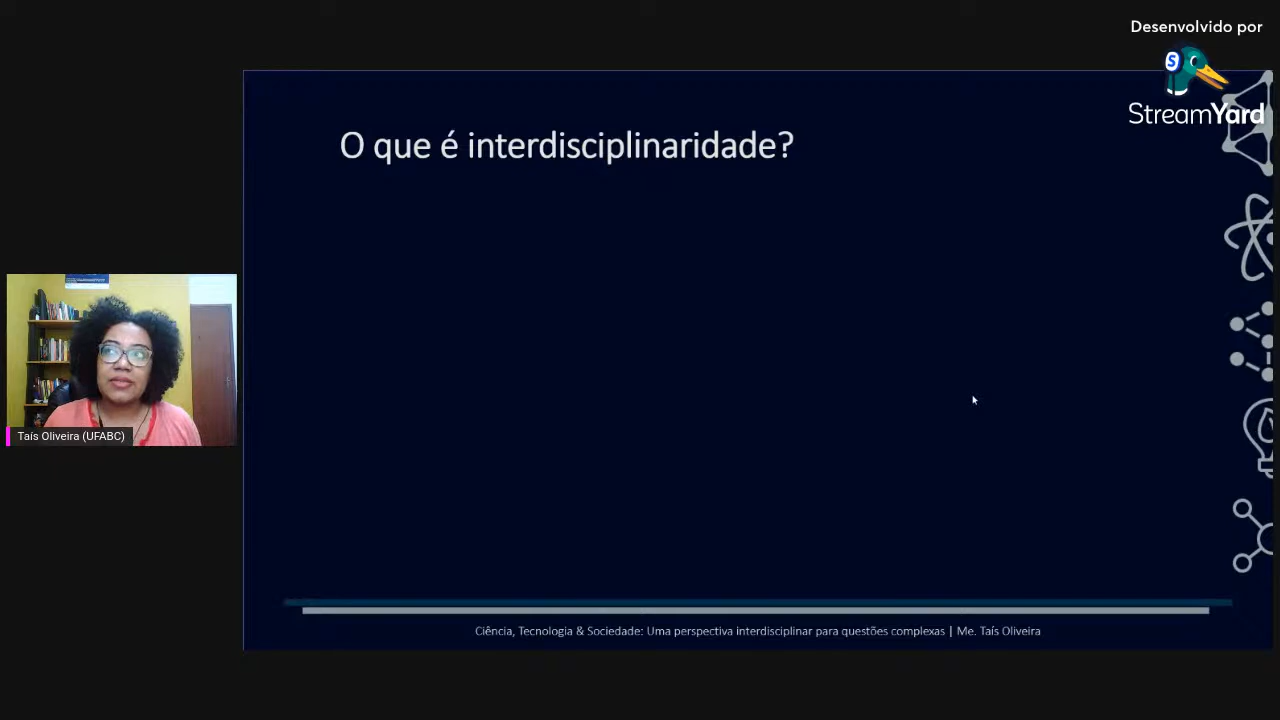 Desenvolvido por
StreamYard
O que é interdisciplinaridade?
Taís Oliveira (UFABC)
Ciência, Tecnologia & Sociedade: Uma perspectiva interdisciplinar para questões complexas | Me. Taís Oliveira